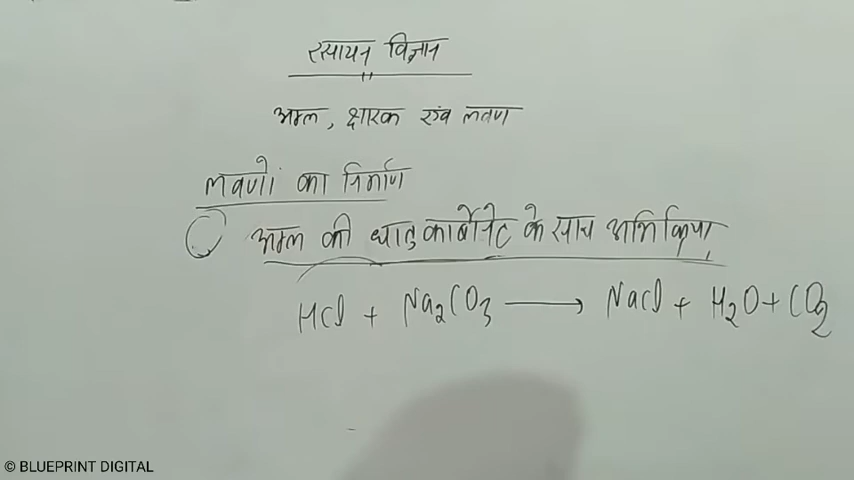 रसायन विज्ञान
अम्ल, क्षारक एवं लवण
लवणों का निर्माण
अम्ल की धातु कार्बोनेट के साथ अभिक्रिया
HCl + Na₂CO₃ ⟶ NaCl + H₂O + CO₂
© BLUEPRINT DIGITAL